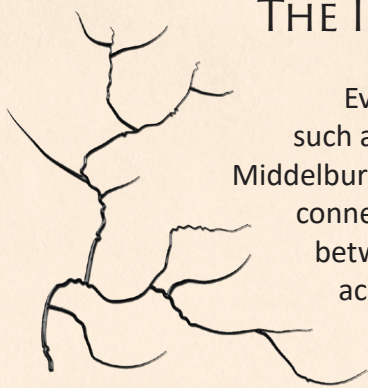 THE I
Ev
such a
Middelbur
conne
betw
ac